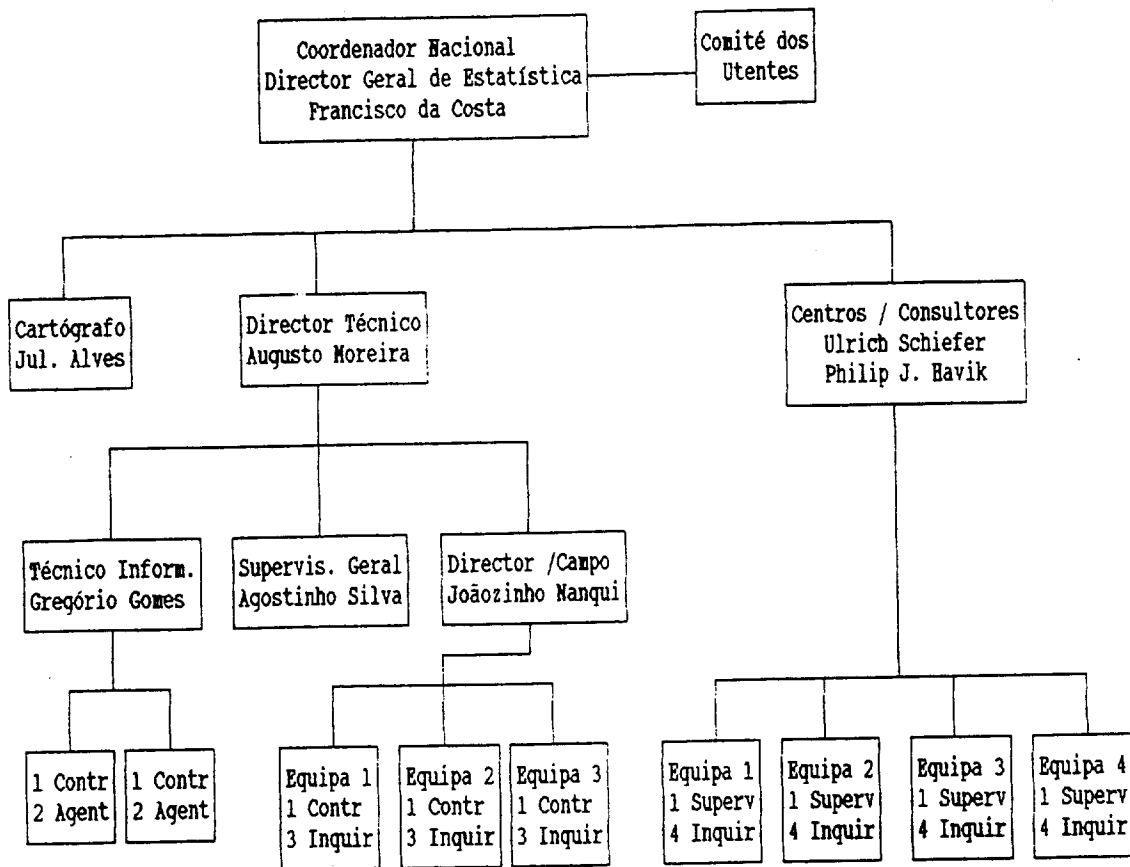 Coordenador Nacional
Director Geral de Estatística
Francisco da Costa
Comité dos
Utentes
Cartógrafo
Jul. Alves
Director Técnico
Augusto Moreira
Centros / Consultores
Ulrich Schiefer
Philip J. Havik
Técnico Inform.
Gregório Gomes
Supervis. Geral
Agostinho Silva
Director /Campo
Joãozinho Nanqui
1 Contr
2 Agent
1 Contr
2 Agent
Equipa 1
1 Contr
3 Inquir
Equipa 2
1 Contr
3 Inquir
Equipa 3
1 Contr
3 Inquir
Equipa 1
1 Superv
4 Inquir
Equipa 2
1 Superv
4 Inquir
Equipa 3
1 Superv
4 Inquir
Equipa 4
1 Superv
4 Inquir